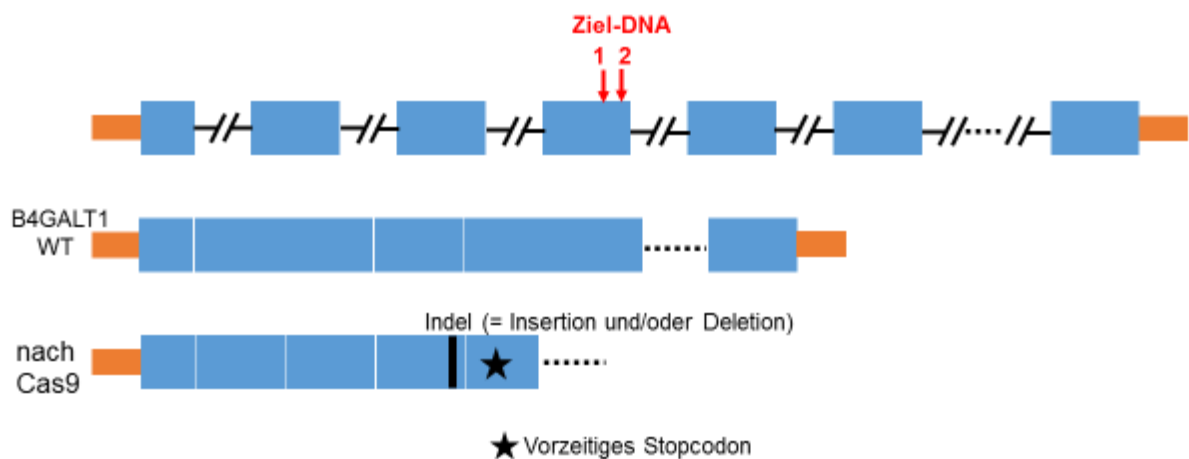 Ziel-DNA
1 2
B4GALT1
WT
Indel (= Insertion und/oder Deletion)
nach
Cas9
Vorzeitiges Stopcodon